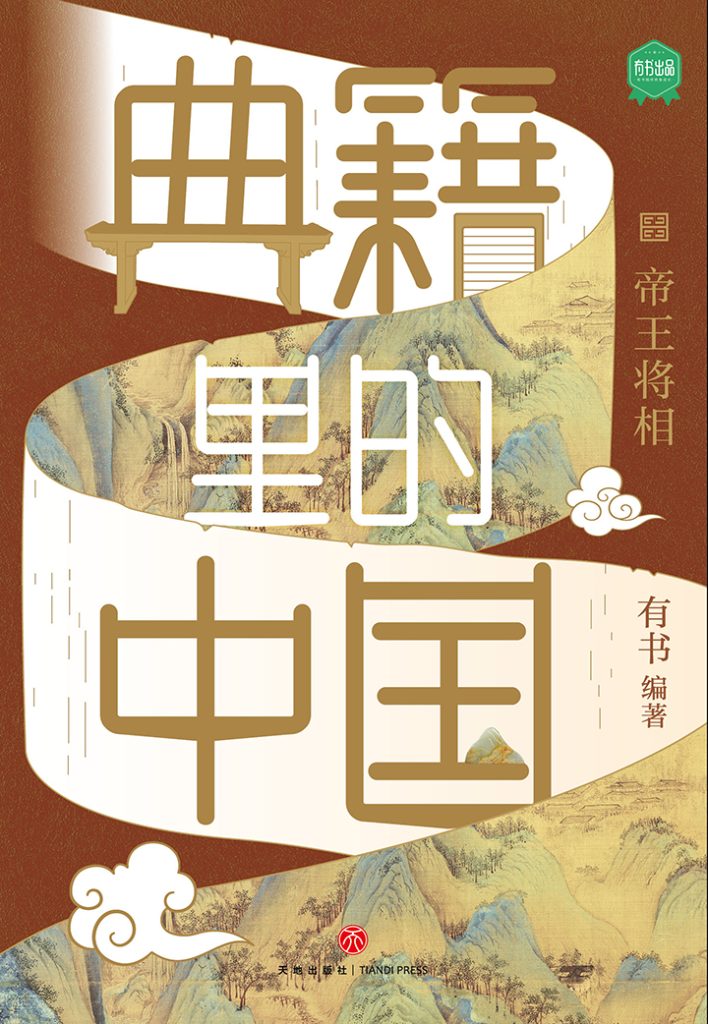 有书出品
典籍
里的
中国
帝王将相
有书 编著
天地出版社 | TIANDI PRESS